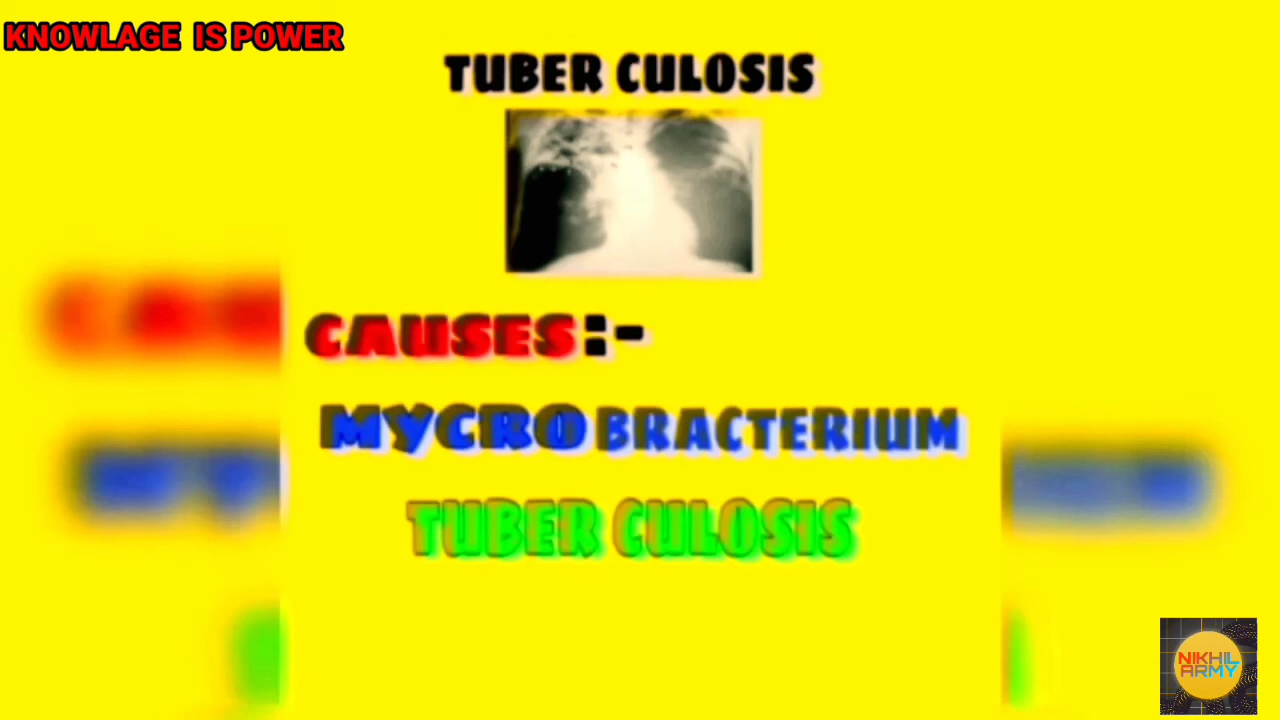 KNOWLAGE IS POWER
TUBER CULOSIS
CAUSES:-
MYCRO BRACTERIUM
TUBER CULOSIS
NIKHIL
ARMY